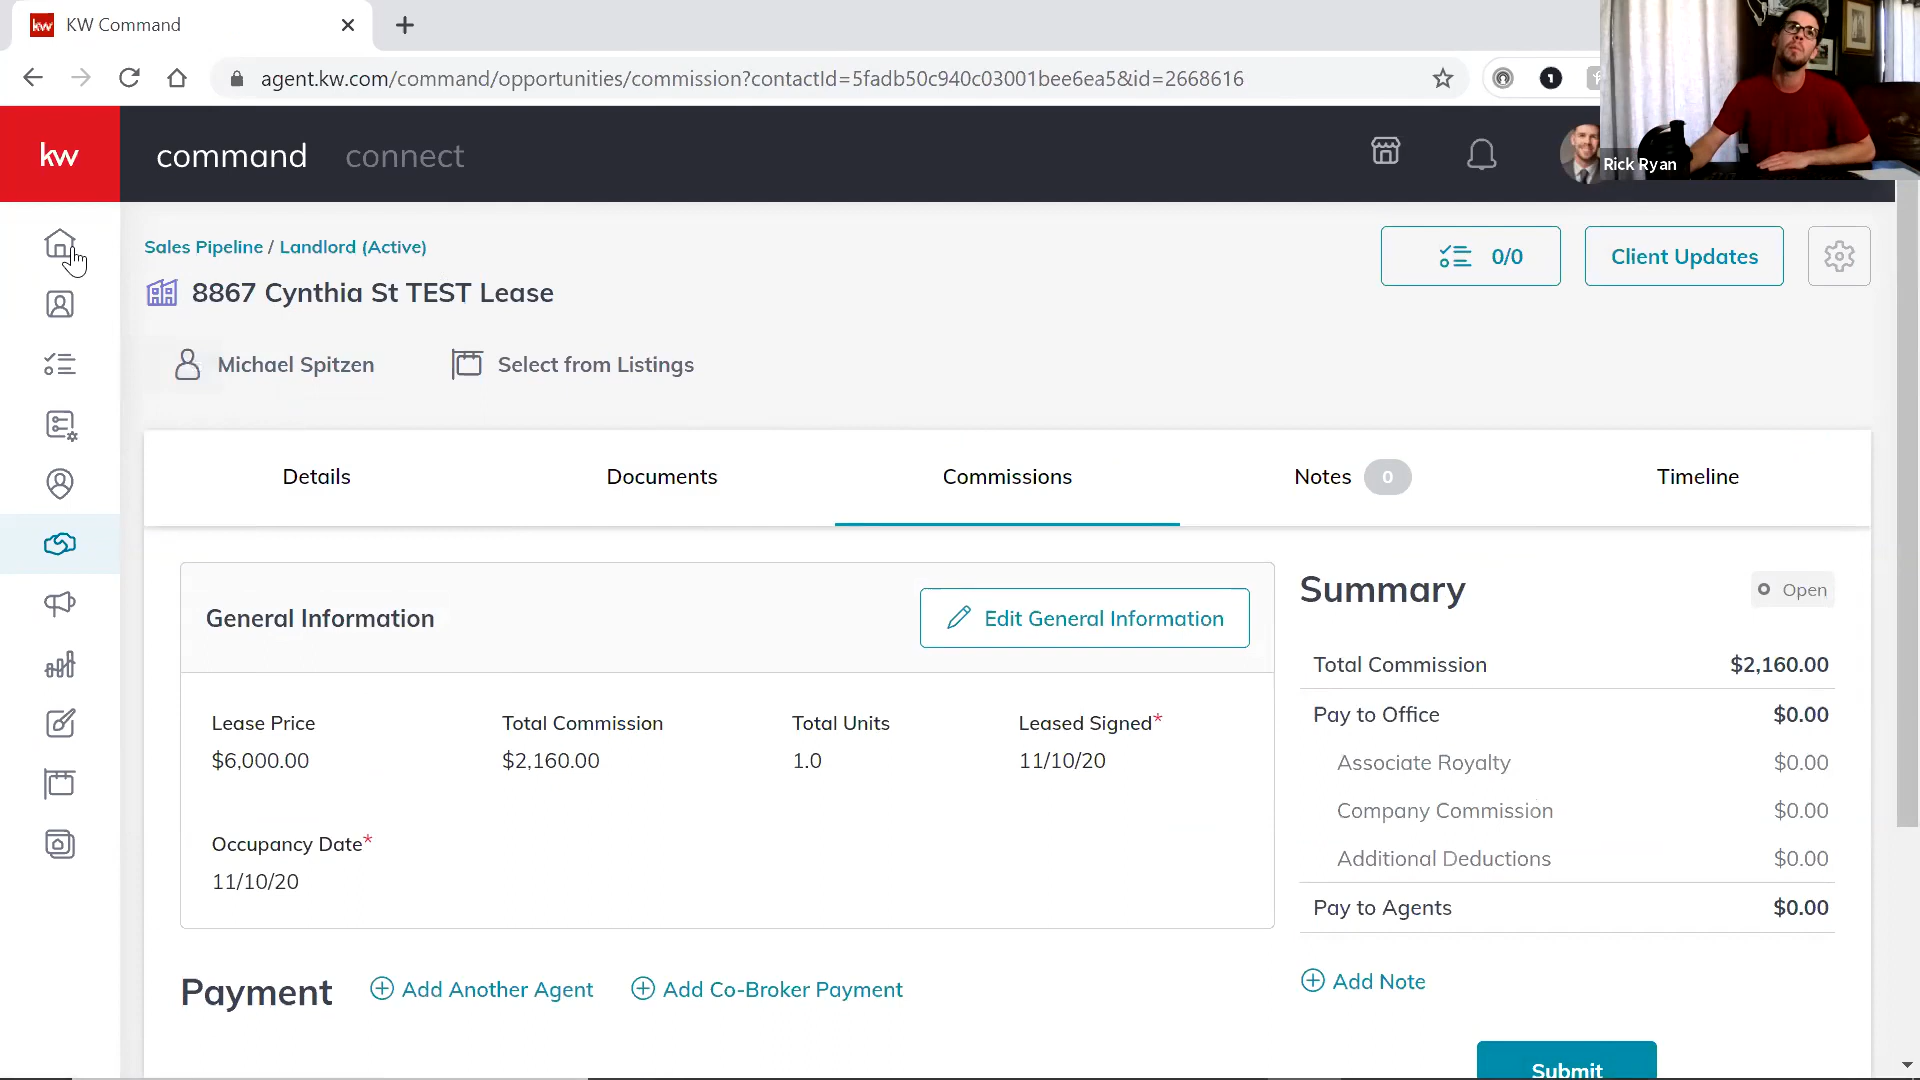 kw KW Command
agent.kw.com/command/opportunities/commission?contactId=5fadb50c940c03001bee6ea5&id=2668616
kw command connect
Rick Ryan
Sales Pipeline / Landlord (Active)
0/0
Client Updates
8867 Cynthia St TEST Lease
Michael Spitzen
Select from Listings
Details
Documents
Commissions
Notes 0
Timeline
General Information
Edit General Information
Lease Price
Total Commission
Total Units
Leased Signed*
$6,000.00
$2,160.00
1.0
11/10/20
Occupancy Date*
11/10/20
Summary
Open
Total Commission $2,160.00
Pay to Office $0.00
Associate Royalty $0.00
Company Commission $0.00
Additional Deductions $0.00
Pay to Agents $0.00
Add Note
Payment
Add Another Agent
Add Co-Broker Payment
Submit